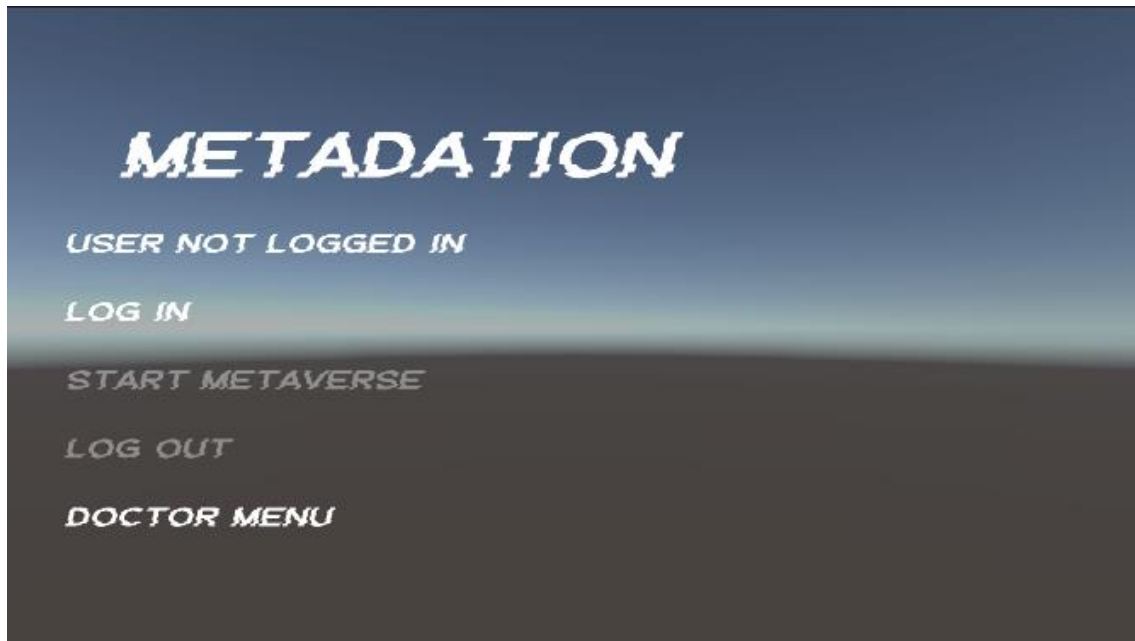 METADATION
USER NOT LOGGED IN
LOG IN
START METAVERSE
LOG OUT
DOCTOR MENU